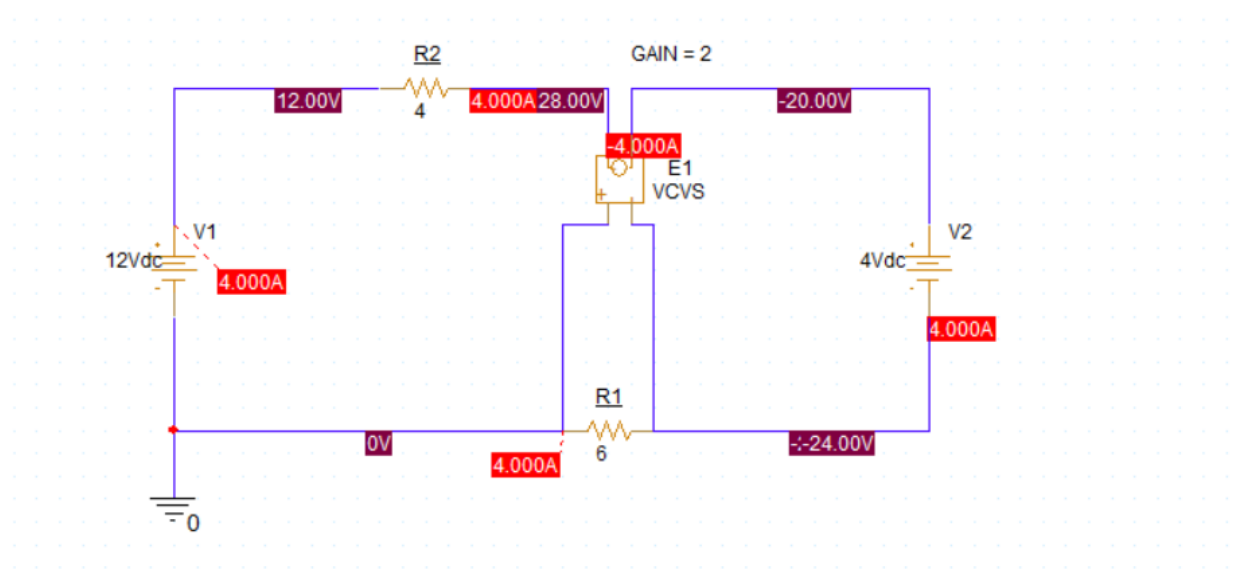 R2
GAIN = 2
12.00V
4
4.000A
28.00V
-20.00V
-4.000A
E1
+
VCVS
V1
12Vdc
+
-
4.000A
V2
4Vdc
+
-
4.000A
R1
6
0V
4.000A
-:-24.00V
0